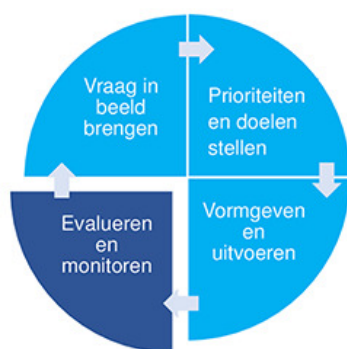 Vraag in
beeld
brengen
Prioriteiten
en doelen
stellen
Vormgeven
en
uitvoeren
Evalueren
en
monitoren